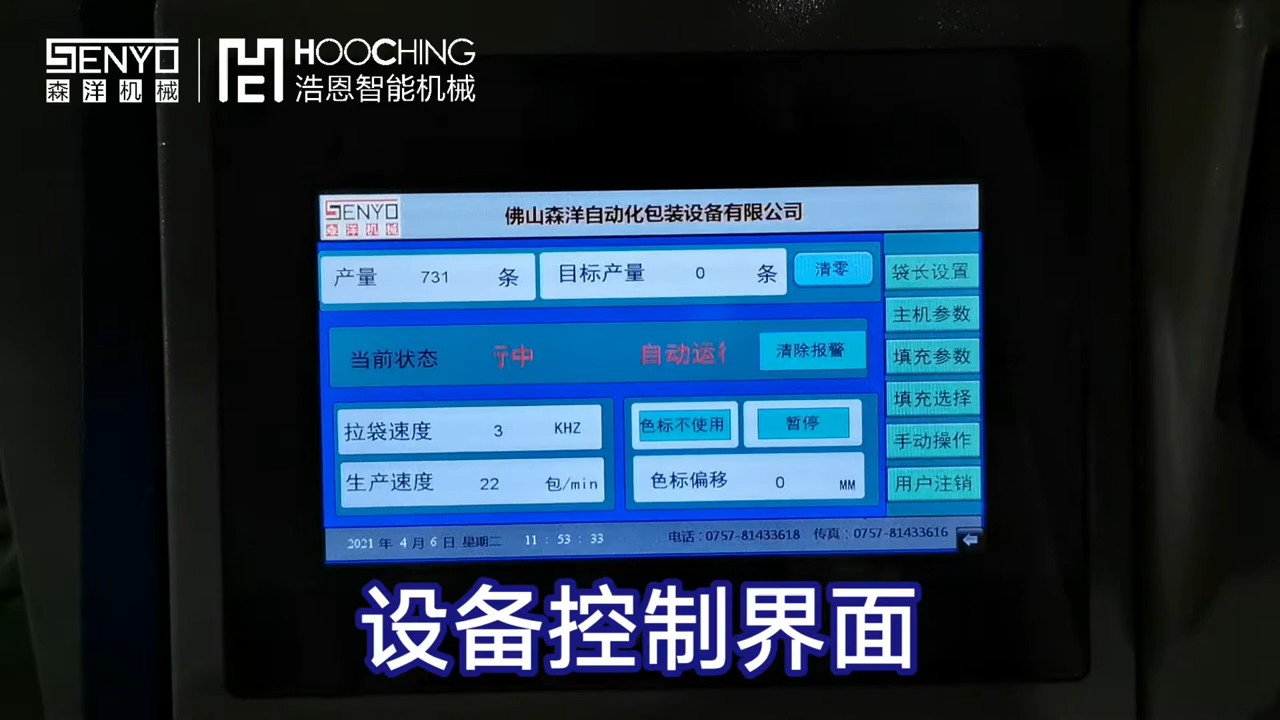 SENYO HOOCHING
森洋机械 浩恩智能机械
SENYO
森洋机械
佛山森洋自动化包装设备有限公司
产量 731 条 目标产量 0 条 清零
袋长设置
主机参数
当前状态 行中 自动运行 清除报警
填充参数
填充选择
拉袋速度 3 KHZ 色标不使用 暂停
手动操作
生产速度 22 包/min 色标偏移 0 MM
用户注销
2021 年 4 月 6 日 星期二 11 : 53 : 33 电话：0757-81433618 传真：0757-81433616
设备控制界面